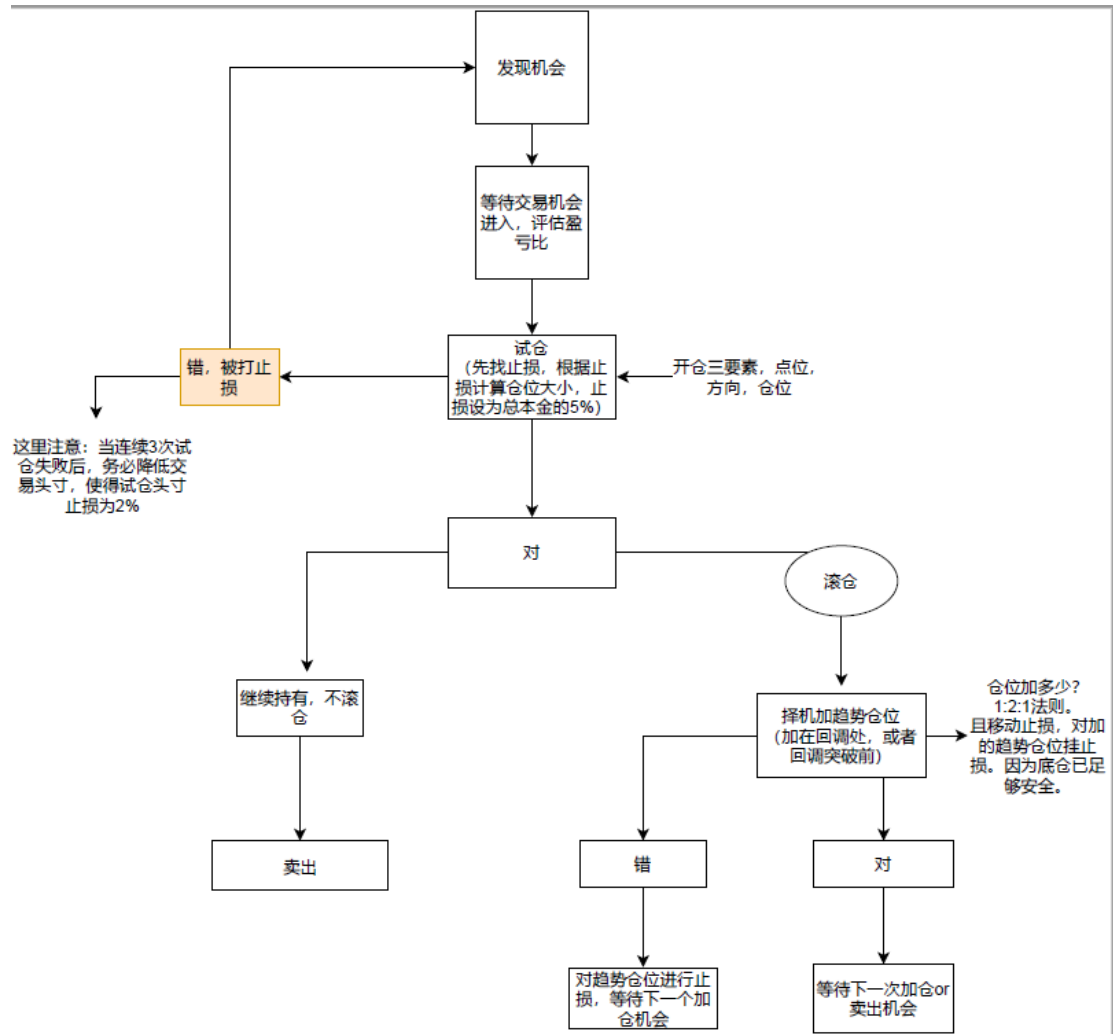 发现机会
等待交易机会
进入，评估盈
亏比
试仓
（先找止损，根据止
损计算仓位大小，止
损设为总本金的5%）
开仓三要素，点位，
方向，仓位
错，被打止
损
这里注意：当连续3次试
仓失败后，务必降低交
易头寸，使得试仓头寸
止损为2%
对
滚仓
继续持有，不滚
仓
择机加趋势仓位
（加在回调处，或者
回调突破前）
仓位加多少？
1:2:1法则。
且移动止损，对加
的趋势仓位挂止
损。因为底仓已足
够安全。
卖出
错
对
对趋势仓位进行止
损，等待下一个加
仓机会
等待下一次加仓or
卖出机会